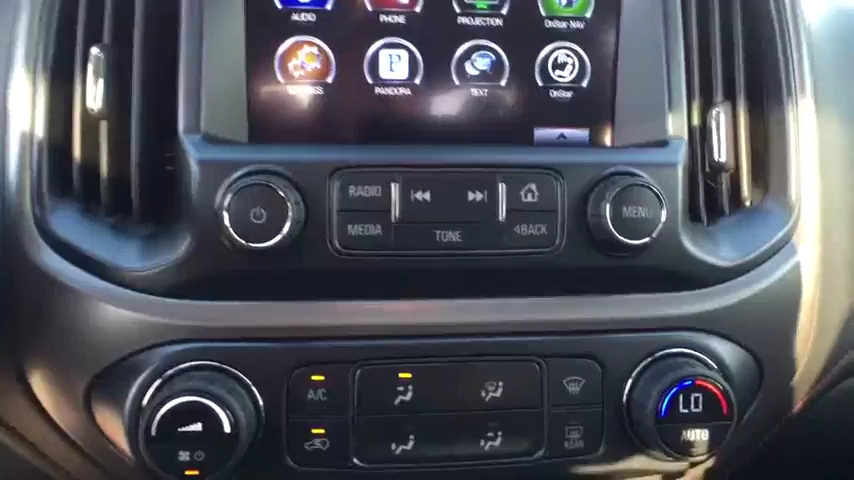 AUDIO PHONE PROJECTION OnStar NAV
PANDORA TEXT OnStar
RADIO
MENU
MEDIA TONE BACK
A/C
LO
AUTO
REAR